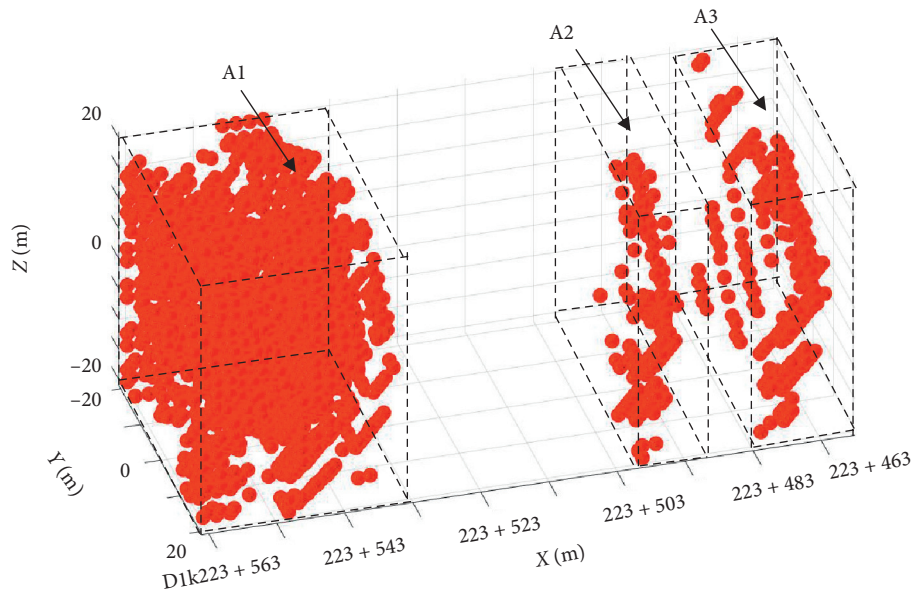 A3
A2
A1
20
Z (m)
0
−20
−20
Y (m)
0
20
D1k223 + 563
223 + 543
223 + 523
223 + 503
223 + 483
223 + 463
X (m)